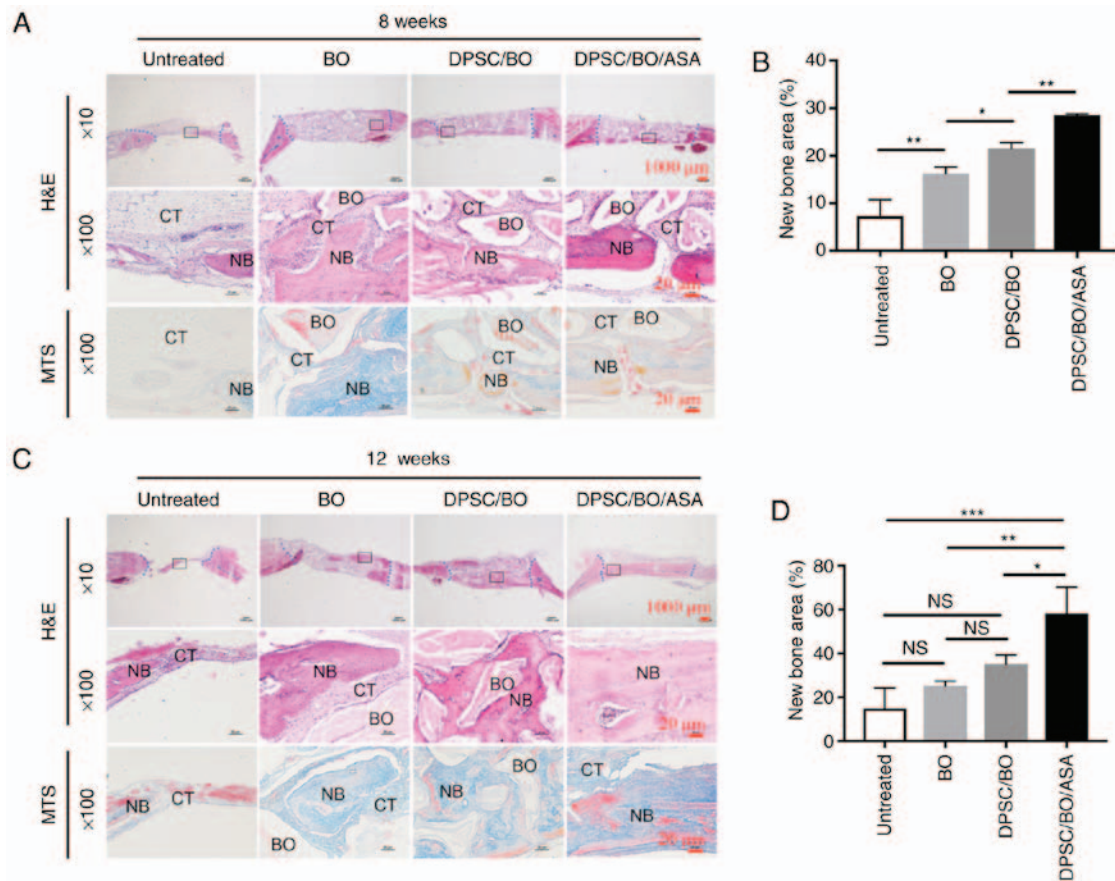 A
8 weeks
Untreated BO DPSC/BO DPSC/BO/ASA
H&E
×10
1000 μm
×100
CT NB
BO CT NB
CT BO NB
BO CT NB
20 μm
MTS
×100
CT NB
BO CT NB
BO CT NB
CT BO NB
20 μm
B
New bone area (%)
40
30
20
10
0
** * **
Untreated
BO
DPSC/BO
DPSC/BO/ASA
C
12 weeks
Untreated BO DPSC/BO DPSC/BO/ASA
H&E
×10
1000 μm
×100
NB CT
NB CT BO
BO NB
NB
20 μm
MTS
×100
NB CT
NB CT BO
BO NB
CT NB
20 μm
D
New bone area (%)
80
60
40
20
0
***
**
*
NS
NS
NS
Untreated
BO
DPSC/BO
DPSC/BO/ASA